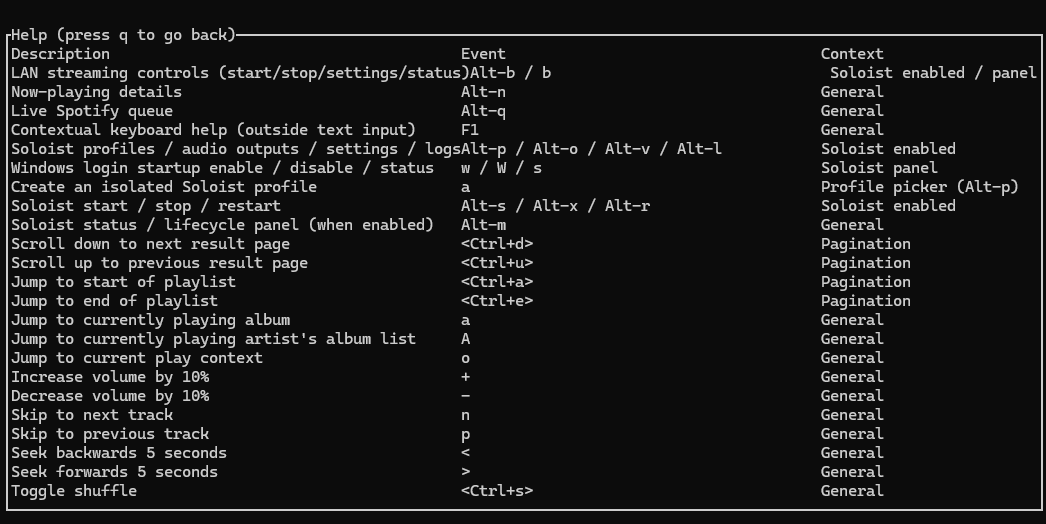 Help (press q to go back)
Description Event Context
LAN streaming controls (start/stop/settings/status)Alt-b / b Soloist enabled / panel
Now-playing details Alt-n General
Live Spotify queue Alt-q General
Contextual keyboard help (outside text input) F1 General
Soloist profiles / audio outputs / settings / logsAlt-p / Alt-o / Alt-v / Alt-l Soloist enabled
Windows login startup enable / disable / status w / W / s Soloist panel
Create an isolated Soloist profile a Profile picker (Alt-p)
Soloist start / stop / restart Alt-s / Alt-x / Alt-r Soloist enabled
Soloist status / lifecycle panel (when enabled) Alt-m General
Scroll down to next result page <Ctrl+d> Pagination
Scroll up to previous result page <Ctrl+u> Pagination
Jump to start of playlist <Ctrl+a> Pagination
Jump to end of playlist <Ctrl+e> Pagination
Jump to currently playing album a General
Jump to currently playing artist's album list A General
Jump to current play context o General
Increase volume by 10% + General
Decrease volume by 10% - General
Skip to next track n General
Skip to previous track p General
Seek backwards 5 seconds < General
Seek forwards 5 seconds > General
Toggle shuffle <Ctrl+s> General